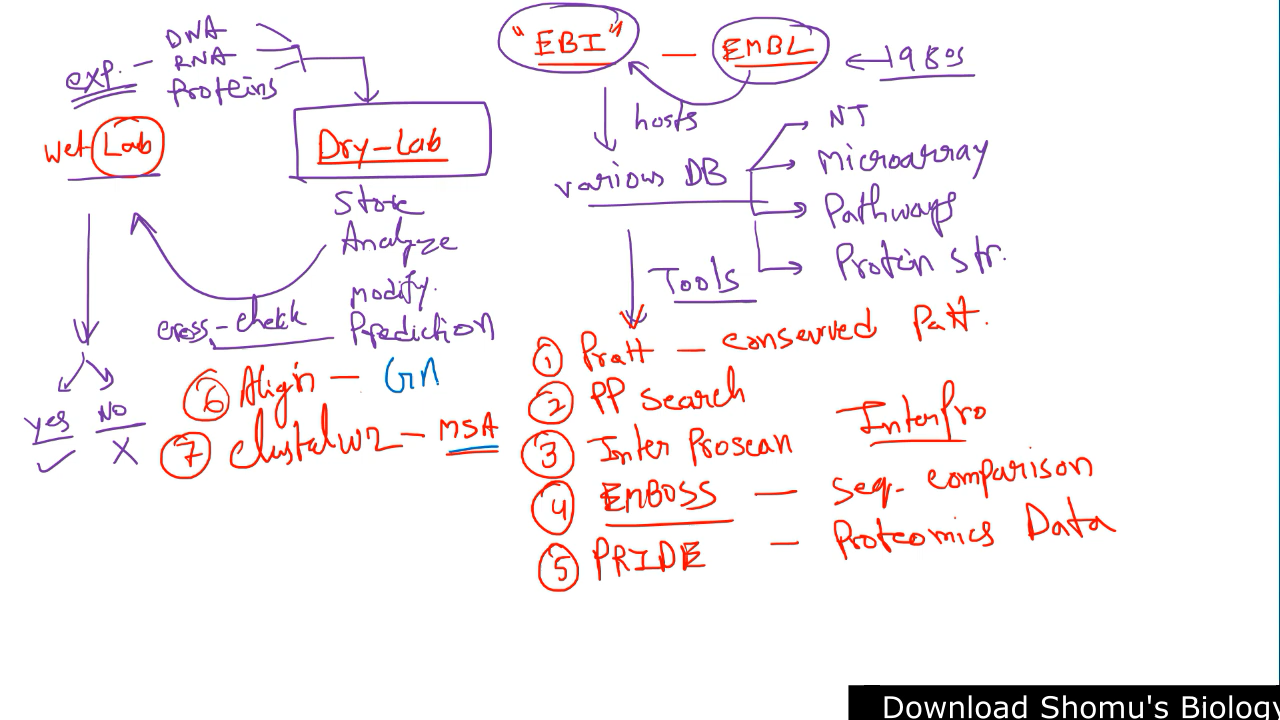 exp. - DNA
RNA
Proteins
wet Lab
Dry-Lab
Store
Analyze
modify.
cross-check
Prediction
yes
NO
X
⑥ Align - GN
⑦ Clustalw2 - MSA
"EBI" - EMBL ← 1980s
hosts
various DB
NT
Microarray
Pathways
Protein str.
Tools
① Pratt - conserved Patt.
② PP search
③ Inter Proscan InterPro
④ EMBOSS - seq. comparison
⑤ PRIDE - Proteomics Data
Download Shomu's Biology